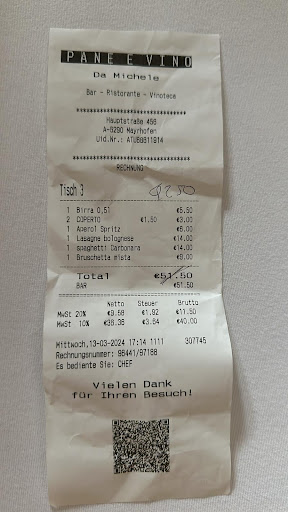 PANE E VINO
Da Michele
Bar - Ristorante - Vinoteca
********************************
Hauptstraße 456
A-6290 Mayrhofen
Uid.Nr.: ATU66611614
********************************
RECHNUNG
Tisch 3
1 Birra 0,5l €5,50
2 COPERTO €1,50 €3,00
1 Aperol Spritz €6,00
1 Lasagne bolognese €14,00
1 spaghetti Carbonara €14,00
1 Bruschetta mista €9,00
Total €51,50
BAR €51,50
Netto Steuer Brutto
MwSt 20% €9,58 €1,92 €11,50
MwSt 10% €36,36 €3,64 €40,00
Mittwoch,13-03-2024 17:14 1111 307745
Rechnungsnummer: 96441/97168
Es bediente Sie: CHEF
Vielen Dank
für Ihren Besuch!